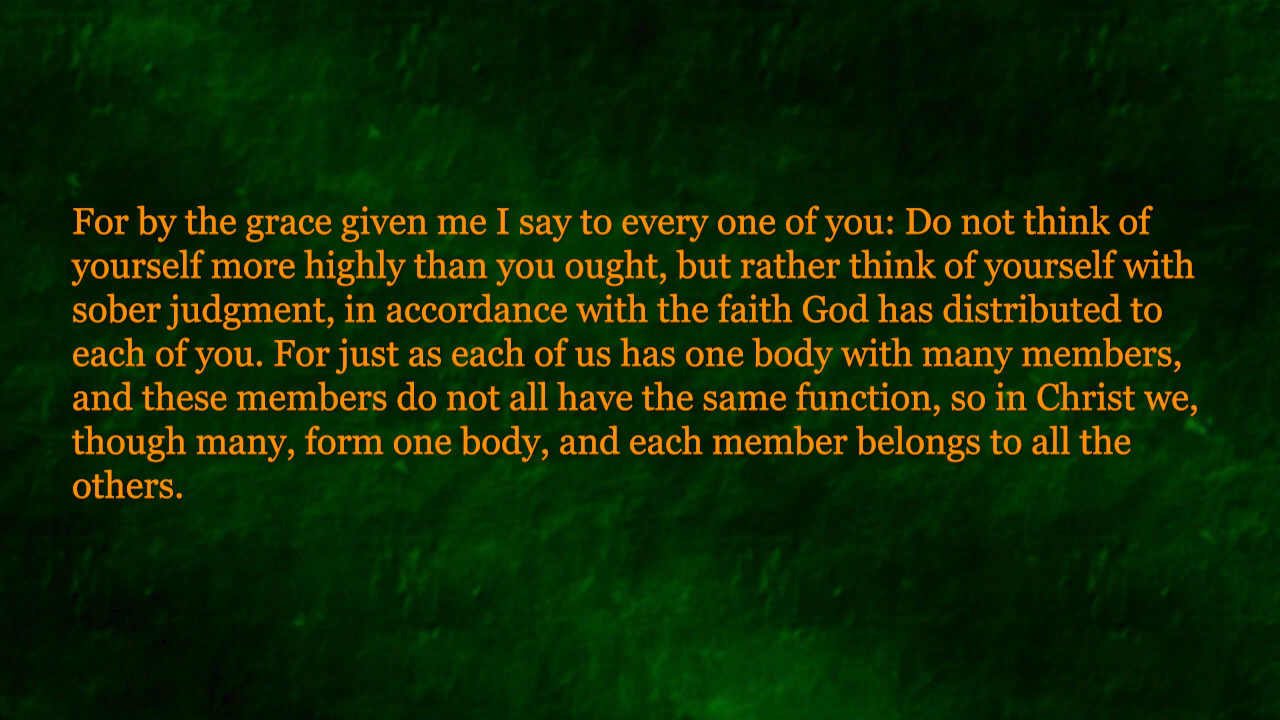 For by the grace given me I say to every one of you: Do not think of
yourself more highly than you ought, but rather think of yourself with
sober judgment, in accordance with the faith God has distributed to
each of you. For just as each of us has one body with many members,
and these members do not all have the same function, so in Christ we,
though many, form one body, and each member belongs to all the
others.